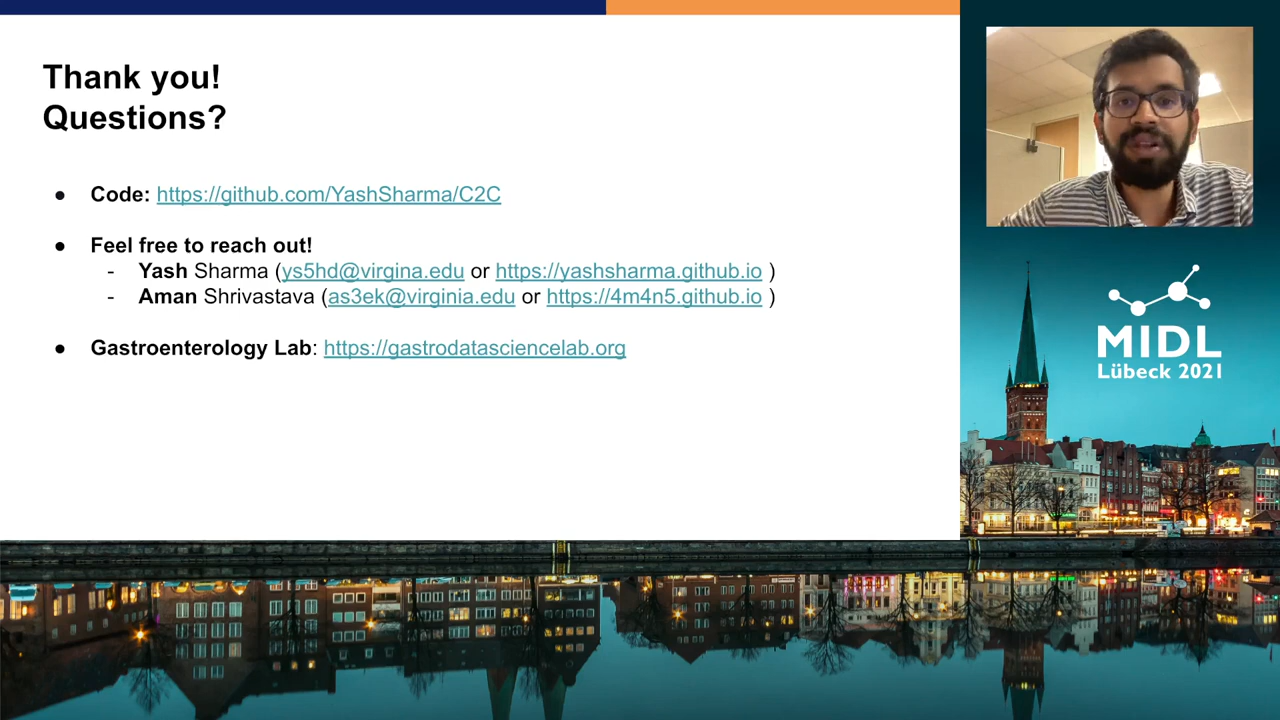 Thank you!
Questions?
● Code: https://github.com/YashSharma/C2C
● Feel free to reach out!
- Yash Sharma (ys5hd@virgina.edu or https://yashsharma.github.io )
- Aman Shrivastava (as3ek@virginia.edu or https://4m4n5.github.io )
● Gastroenterology Lab: https://gastrodatasciencelab.org
MIDL
Lübeck 2021